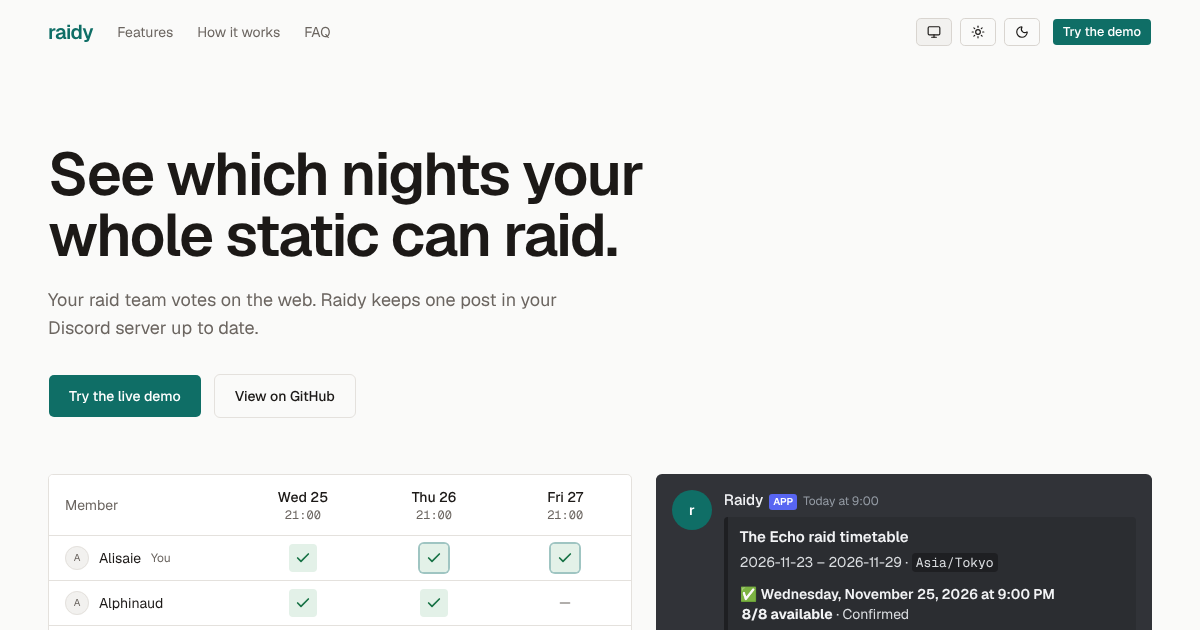 raidy Features How it works FAQ Try the demo
See which nights your
whole static can raid.
Your raid team votes on the web. Raidy keeps one post in your
Discord server up to date.
Try the live demo View on GitHub
Member Wed 25 Thu 26 Fri 27
21:00 21:00 21:00
A Alisaie You
A Alphinaud —
r Raidy APP Today at 9:00
The Echo raid timetable
2026-11-23 – 2026-11-29 · Asia/Tokyo
✅ Wednesday, November 25, 2026 at 9:00 PM
8/8 available · Confirmed